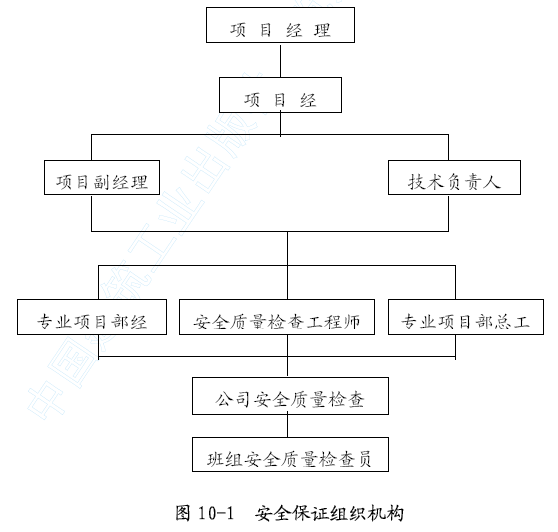 项目经理
项目经
项目副经理
技术负责人
专业项目部经
安全质量检查工程师
专业项目部总工
公司安全质量检查
班组安全质量检查员
图10-1 安全保证组织机构